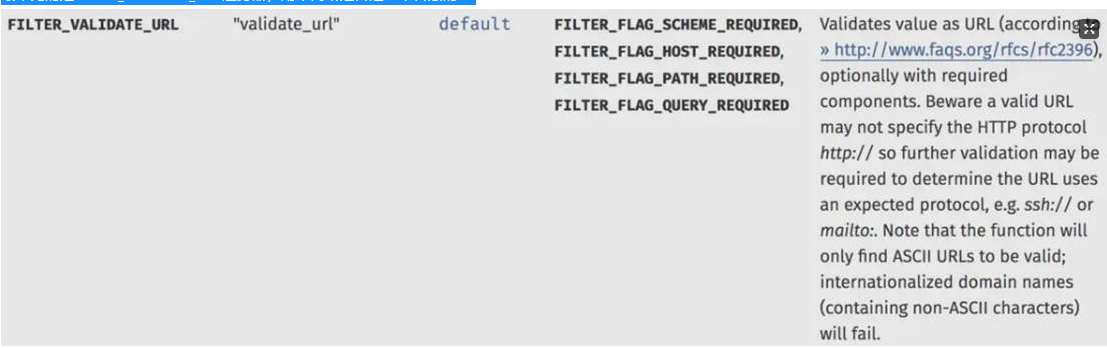 FILTER_VALIDATE_URL "validate_url" default FILTER_FLAG_SCHEME_REQUIRED, Validates value as URL (according to
FILTER_FLAG_HOST_REQUIRED, » http://www.faqs.org/rfcs/rfc2396),
FILTER_FLAG_PATH_REQUIRED, optionally with required
FILTER_FLAG_QUERY_REQUIRED components. Beware a valid URL
may not specify the HTTP protocol
http:// so further validation may be
required to determine the URL uses
an expected protocol, e.g. ssh:// or
mailto:. Note that the function will
only find ASCII URLs to be valid;
internationalized domain names
(containing non-ASCII characters)
will fail.